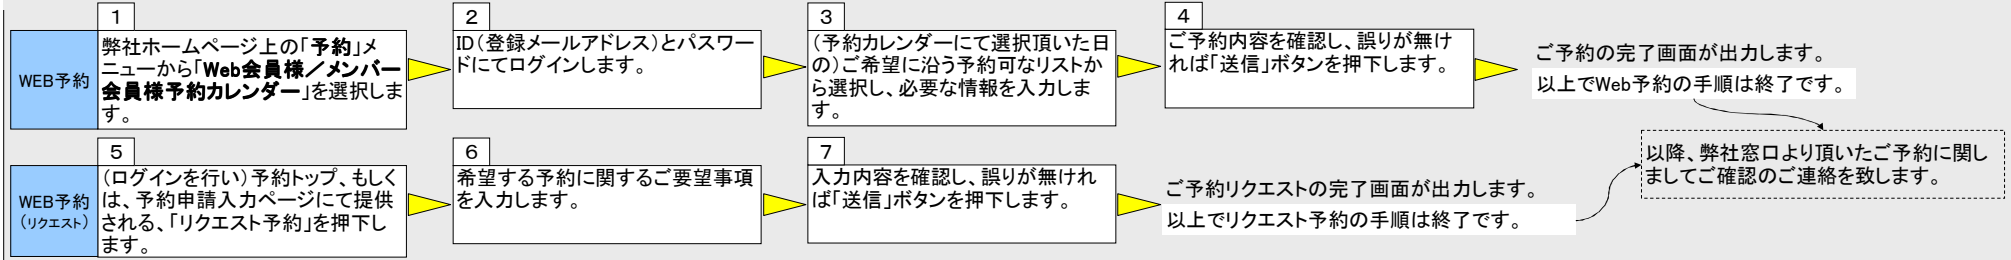 WEB予約
1
弊社ホームページ上の「予約」メ
ニューから「Web会員様／メンバー
会員様予約カレンダー」を選択しま
す。
2
ID（登録メールアドレス）とパスワー
ドにてログインします。
3
（予約カレンダーにて選択頂いた日
の）ご希望に沿う予約可なリストか
ら選択し、必要な情報を入力しま
す。
4
ご予約内容を確認し、誤りが無け
れば「送信」ボタンを押下します。
ご予約の完了画面が出力します。
以上でWeb予約の手順は終了です。
WEB予約
（リクエスト）
5
（ログインを行い）予約トップ、もしく
は、予約申請入力ページにて提供
される、「リクエスト予約」を押下し
ます。
6
希望する予約に関するご要望事項
を入力します。
7
入力内容を確認し、誤りが無けれ
ば「送信」ボタンを押下します。
ご予約リクエストの完了画面が出力します。
以上でリクエスト予約の手順は終了です。
以降、弊社窓口より頂いたご予約に関し
ましてご確認のご連絡を致します。